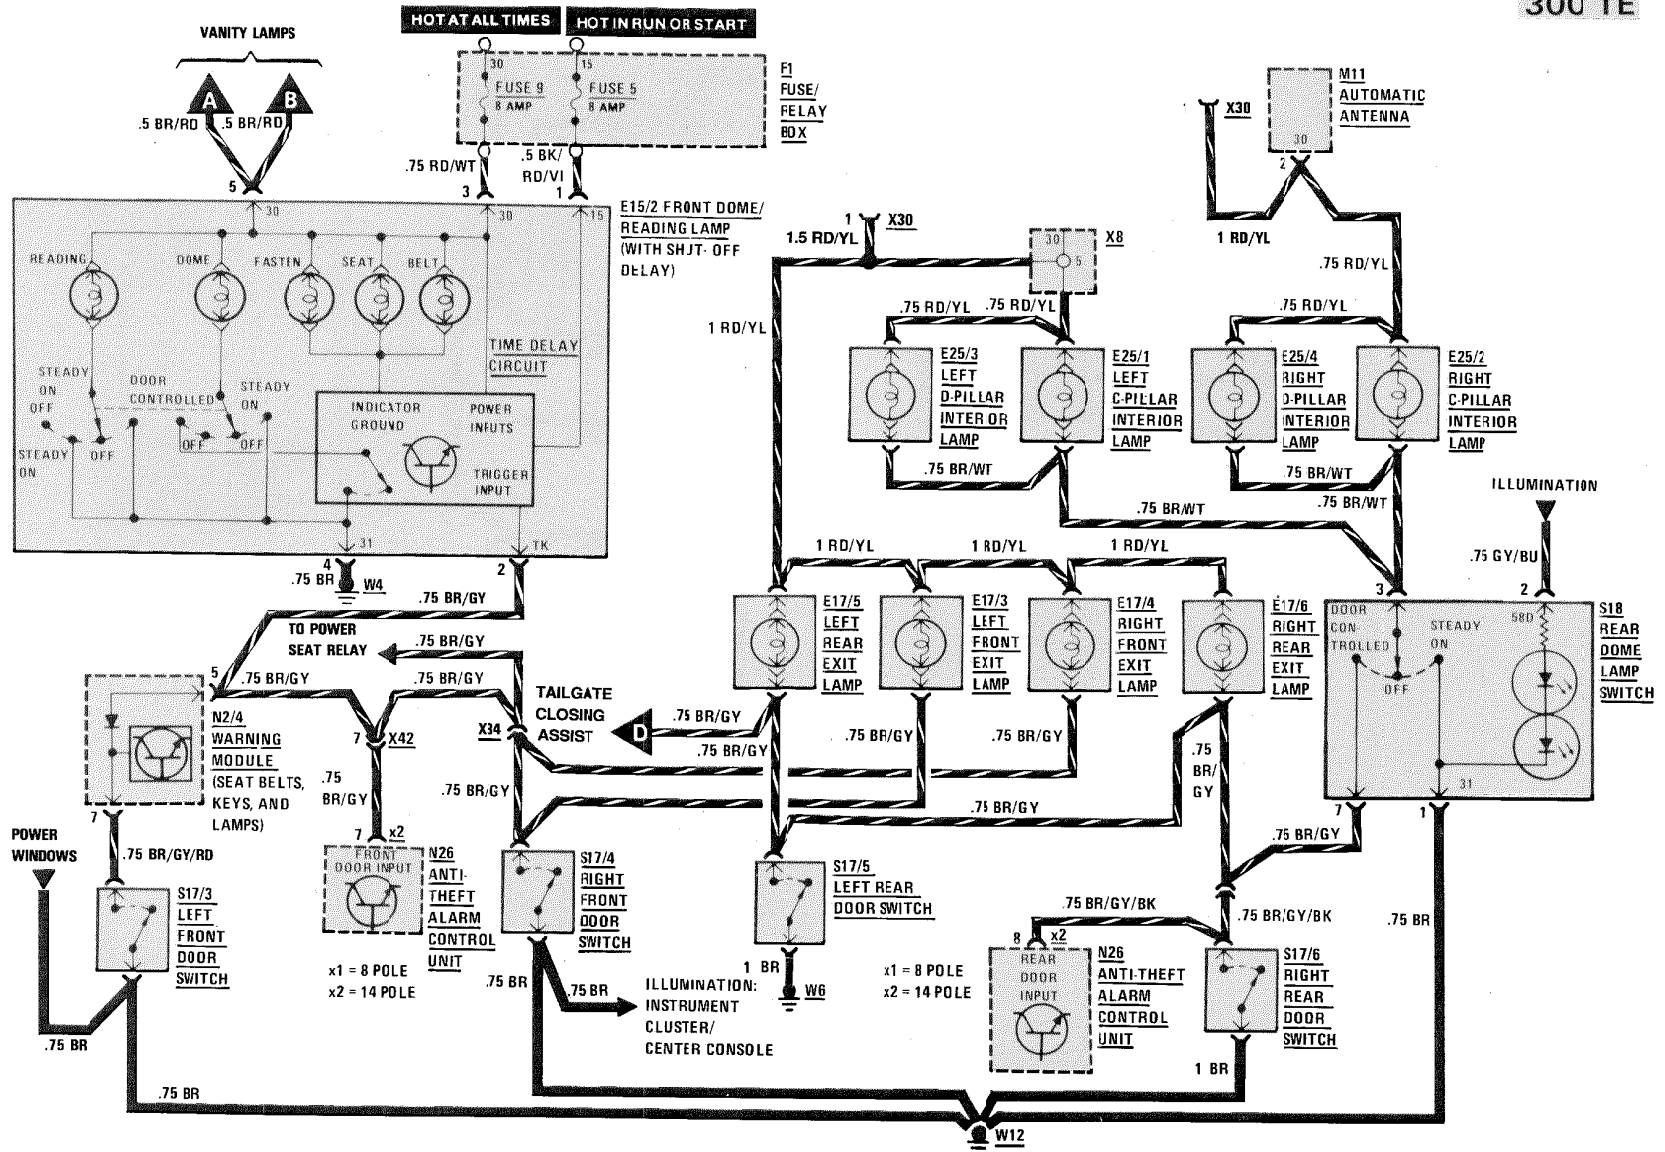 300 TE
HOT AT ALL TIMES
HOT IN RUN OR START
VANITY LAMPS
A
B
.5 BR/RD
.5 BR/RD
5
30
FUSE 9
8 AMP
15
FUSE 5
8 AMP
F1
FUSE/
RELAY
BOX
.75 RD/WT
3
.5 BK/
RD/VI
1
X30
M11
AUTOMATIC
ANTENNA
30
2
1 RD/YL
.75 RD/YL
30
30
15
E15/2 FRONT DOME/
READING LAMP
(WITH SHUT-OFF
DELAY)
READING
DOME
FASTEN
SEAT
BELT
TIME DELAY
CIRCUIT
STEADY
ON
OFF
DOOR
CONTROLLED
STEADY
ON
STEADY
ON
OFF
OFF
OFF
INDICATOR
GROUND
POWER
INPUTS
TRIGGER
INPUT
31
TK
1
X30
1.5 RD/YL
30
5
X8
1 RD/YL
.75 RD/YL
.75 RD/YL
.75 RD/YL
E25/3
LEFT
D-PILLAR
INTERIOR
LAMP
E25/1
LEFT
C-PILLAR
INTERIOR
LAMP
E25/4
RIGHT
D-PILLAR
INTERIOR
LAMP
E25/2
RIGHT
C-PILLAR
INTERIOR
LAMP
.75 BR/WT
.75 BR/WT
.75 BR/WT
.75 BR/WT
ILLUMINATION
.75 GY/BU
4
.75 BR
W4
2
.75 BR/GY
TO POWER
SEAT RELAY
.75 BR/GY
1 RD/YL
1 RD/YL
1 RD/YL
E17/5
LEFT
REAR
EXIT
LAMP
E17/3
LEFT
FRONT
EXIT
LAMP
E17/4
RIGHT
FRONT
EXIT
LAMP
E17/6
RIGHT
REAR
EXIT
LAMP
3
2
DOOR
CON
TROLLED
STEADY
ON
OFF
58D
31
S18
REAR
DOME
LAMP
SWITCH
5
.75 BR/GY
.75 BR/GY
N2/4
WARNING
MODULE
(SEAT BELTS,
KEYS, AND
LAMPS)
7
X42
X34
TAILGATE
CLOSING
ASSIST
D
.75 BR/GY
.75 BR/GY
.75 BR/GY
.75 BR/GY
.75
BR/
GY
.75
BR/GY
.75 BR/GY
.75 BR/GY
7
1
.75 BR/GY
7
.75 BR/GY/RD
POWER
WINDOWS
7
x2
FRONT
DOOR INPUT
N26
ANTI-
THEFT
ALARM
CONTROL
UNIT
x1 = 8 POLE
x2 = 14 POLE
S17/3
LEFT
FRONT
DOOR
SWITCH
S17/4
RIGHT
FRONT
DOOR
SWITCH
S17/5
LEFT REAR
DOOR SWITCH
1 BR
W6
.75 BR/GY/BK
.75 BR/GY/BK
.75 BR
8
x2
REAR
DOOR
INPUT
N26
ANTI-THEFT
ALARM
CONTROL
UNIT
x1 = 8 POLE
x2 = 14 POLE
S17/6
RIGHT
REAR
DOOR
SWITCH
.75 BR
.75 BR
ILLUMINATION:
INSTRUMENT
CLUSTER/
CENTER CONSOLE
.75 BR
1 BR
.75 BR
W12